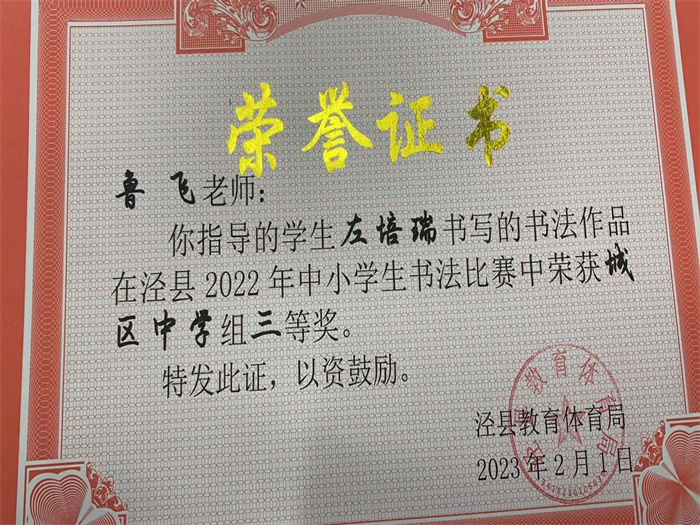 荣誉证书
鲁飞老师：
你指导的学生左培瑞书写的书法作品
在泾县2022年中小学生书法比赛中荣获城
区中学组三等奖。
特发此证，以资鼓励。
泾县教育体育局
2023年2月1日